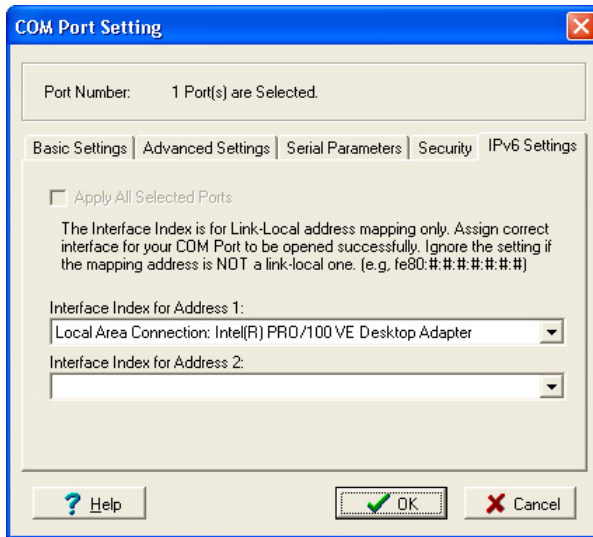 COM Port Setting
Port Number: 1 Port(s) are Selected.
Basic Settings Advanced Settings Serial Parameters Security IPv6 Settings
Apply All Selected Ports
The Interface Index is for Link-Local address mapping only. Assign correct
interface for your COM Port to be opened successfully. Ignore the setting if
the mapping address is NOT a link-local one. (e.g, fe80:#:#:#:#:#:#:#)
Interface Index for Address 1:
Local Area Connection: Intel(R) PRO/100 VE Desktop Adapter
Interface Index for Address 2:
? Help OK Cancel